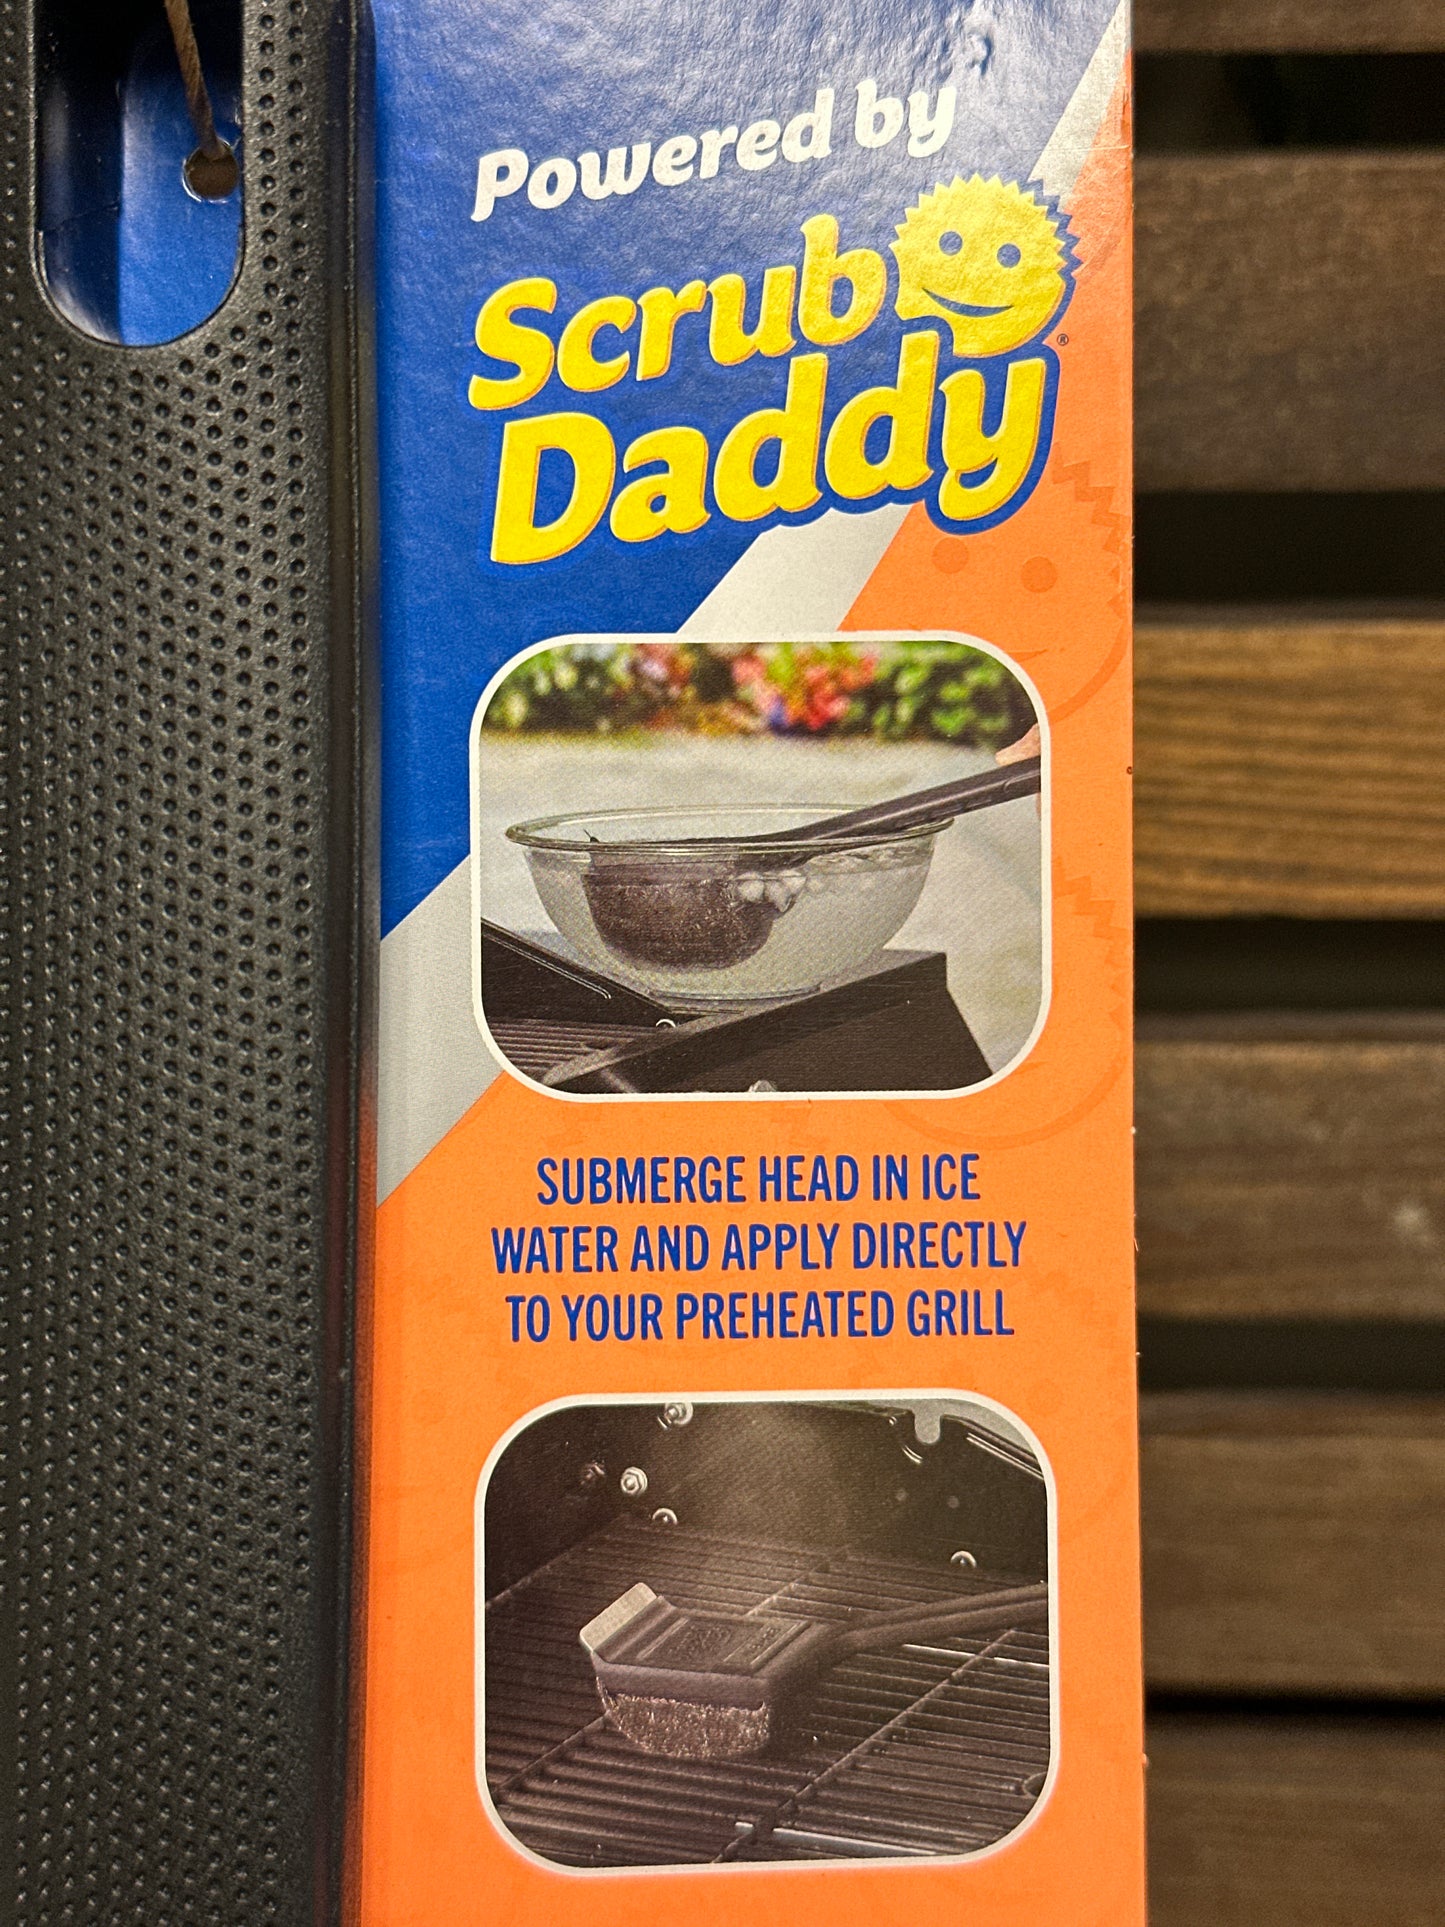 Powered by
Scrub
Daddy®
SUBMERGE HEAD IN ICE
WATER AND APPLY DIRECTLY
TO YOUR PREHEATED GRILL